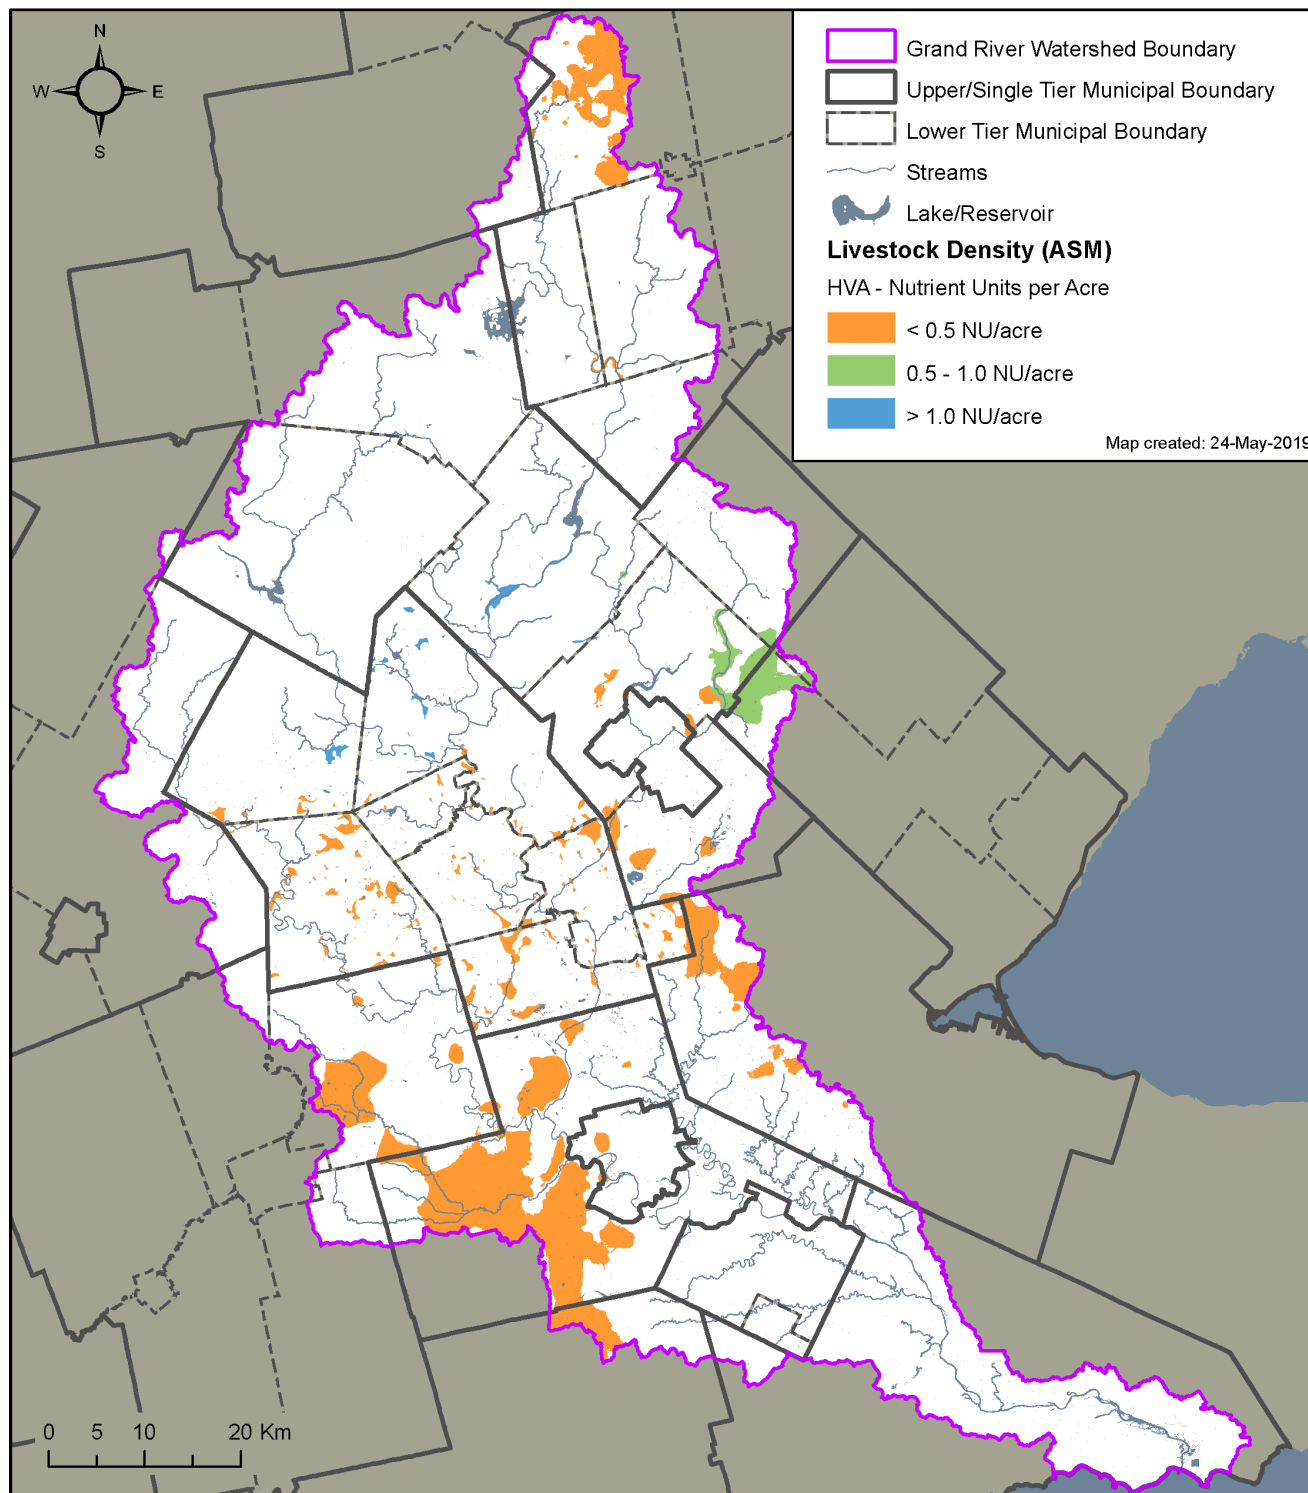 N
W E
S
Grand River Watershed Boundary
Upper/Single Tier Municipal Boundary
Lower Tier Municipal Boundary
Streams
Lake/Reservoir
Livestock Density (ASM)
HVA - Nutrient Units per Acre
< 0.5 NU/acre
0.5 - 1.0 NU/acre
> 1.0 NU/acre
Map created: 24-May-2019
0 5 10 20 Km